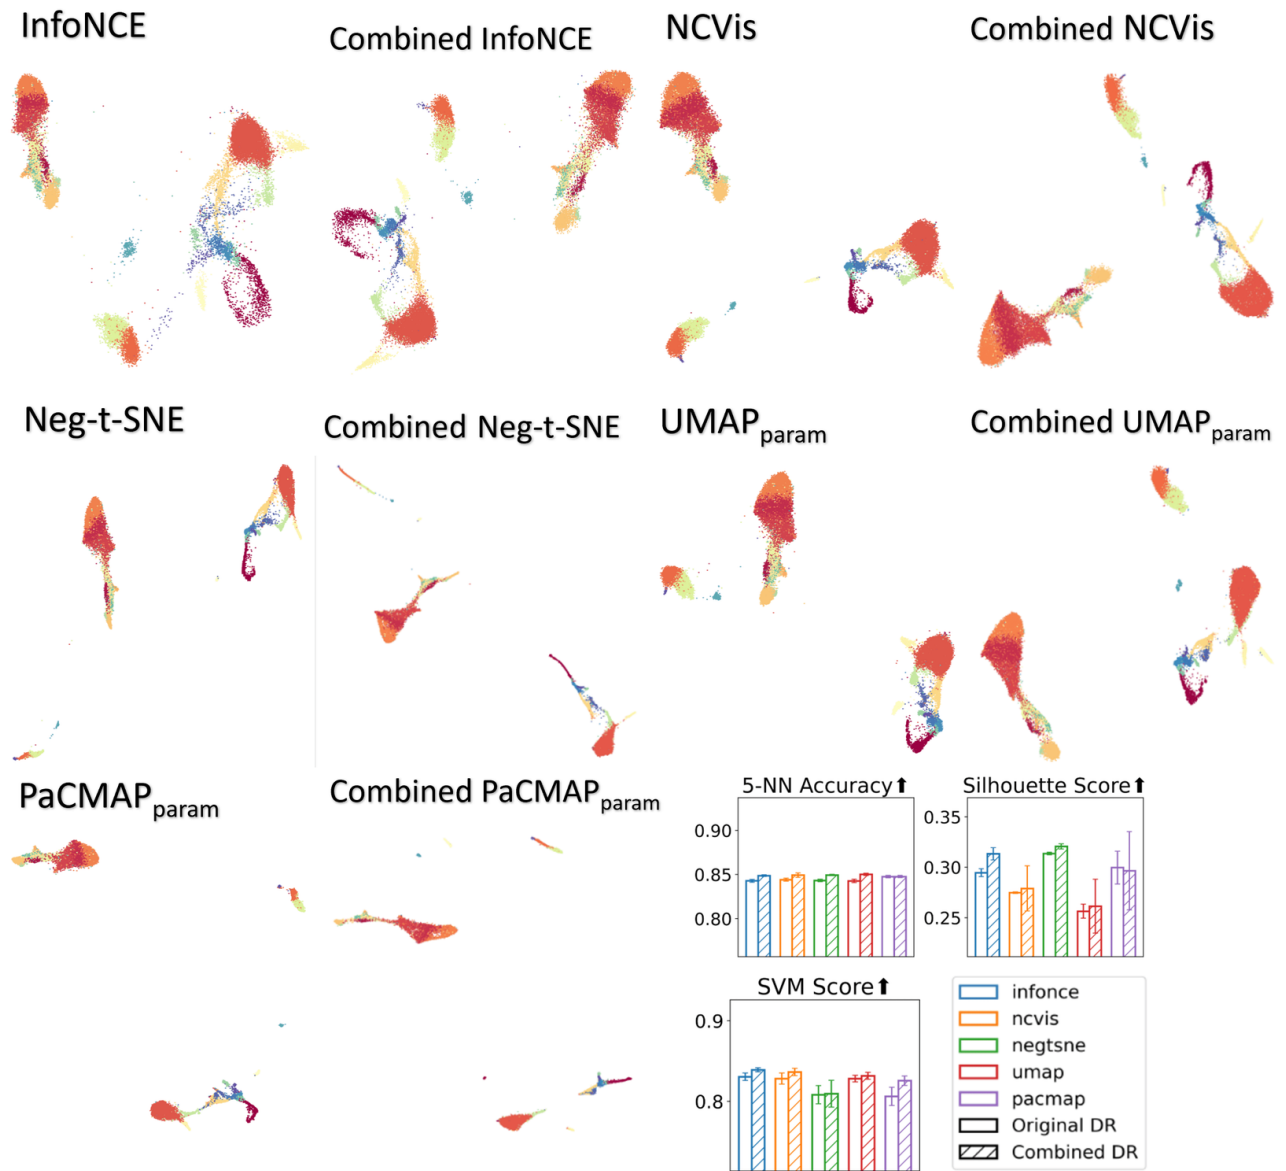 InfoNCE
Combined InfoNCE
NCVis
Combined NCVis
Neg-t-SNE
Combined Neg-t-SNE
UMAPparam
Combined UMAPparam
PaCMAPparam
Combined PaCMAPparam
5-NN Accuracy⬆
0.90
0.85
0.80
Silhouette Score⬆
0.35
0.30
0.25
SVM Score⬆
0.9
0.8
infonce
ncvis
negtsne
umap
pacmap
Original DR
Combined DR